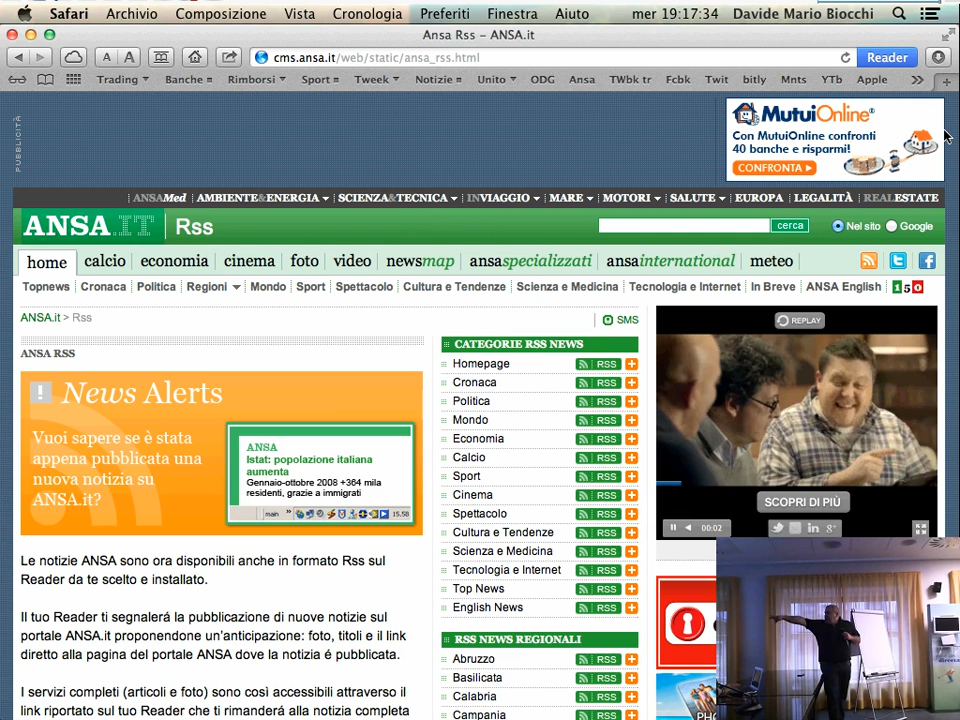 Safari Archivio Composizione Vista Cronologia Preferiti Finestra Aiuto mer 19:17:34 Davide Mario Biocchi
Ansa Rss – ANSA.it
A A cms.ansa.it/web/static/ansa_rss.html Reader
Trading Banche Rimborsi Sport Tweek Notizie Unito ODG Ansa TWbk tr Fcbk Twit bitly Mnts YTb Apple
PUBBLICITÀ
MutuiOnline
Con MutuiOnline confronti
40 banche e risparmi!
CONFRONTA
ANSAMed AMBIENTE&ENERGIA SCIENZA&TECNICA INVIAGGIO MARE MOTORI SALUTE EUROPA LEGALITÀ REALESTATE
ANSA.IT Rss cerca Nel sito Google
home calcio economia cinema foto video newsmap ansaspecializzati ansainternational meteo
Topnews Cronaca Politica Regioni Mondo Sport Spettacolo Cultura e Tendenze Scienza e Medicina Tecnologia e Internet In Breve ANSA English 150
ANSA.it > Rss SMS
ANSA RSS
! News Alerts
Vuoi sapere se è stata
appena pubblicata una
nuova notizia su
ANSA.it?
ANSA
Istat: popolazione italiana
aumenta
Gennaio-ottobre 2008 +364 mila
residenti, grazie a immigrati
main 15.58
Le notizie ANSA sono ora disponibili anche in formato Rss sul
Reader da te scelto e installato.
Il tuo Reader ti segnalerà la pubblicazione di nuove notizie sul
portale ANSA.it proponendone un'anticipazione: foto, titoli e il link
diretto alla pagina del portale ANSA dove la notizia é pubblicata.
I servizi completi (articoli e foto) sono così accessibili attraverso il
link riportato sul tuo Reader che ti rimanderà alla notizia completa
CATEGORIE RSS NEWS
Homepage RSS
Cronaca RSS
Politica RSS
Mondo RSS
Economia RSS
Calcio RSS
Sport RSS
Cinema RSS
Spettacolo RSS
Cultura e Tendenze RSS
Scienza e Medicina RSS
Tecnologia e Internet RSS
Top News RSS
English News RSS
RSS NEWS REGIONALI
Abruzzo RSS
Basilicata RSS
Calabria RSS
Campania RSS
REPLAY
SCOPRI DI PIÙ
00:02